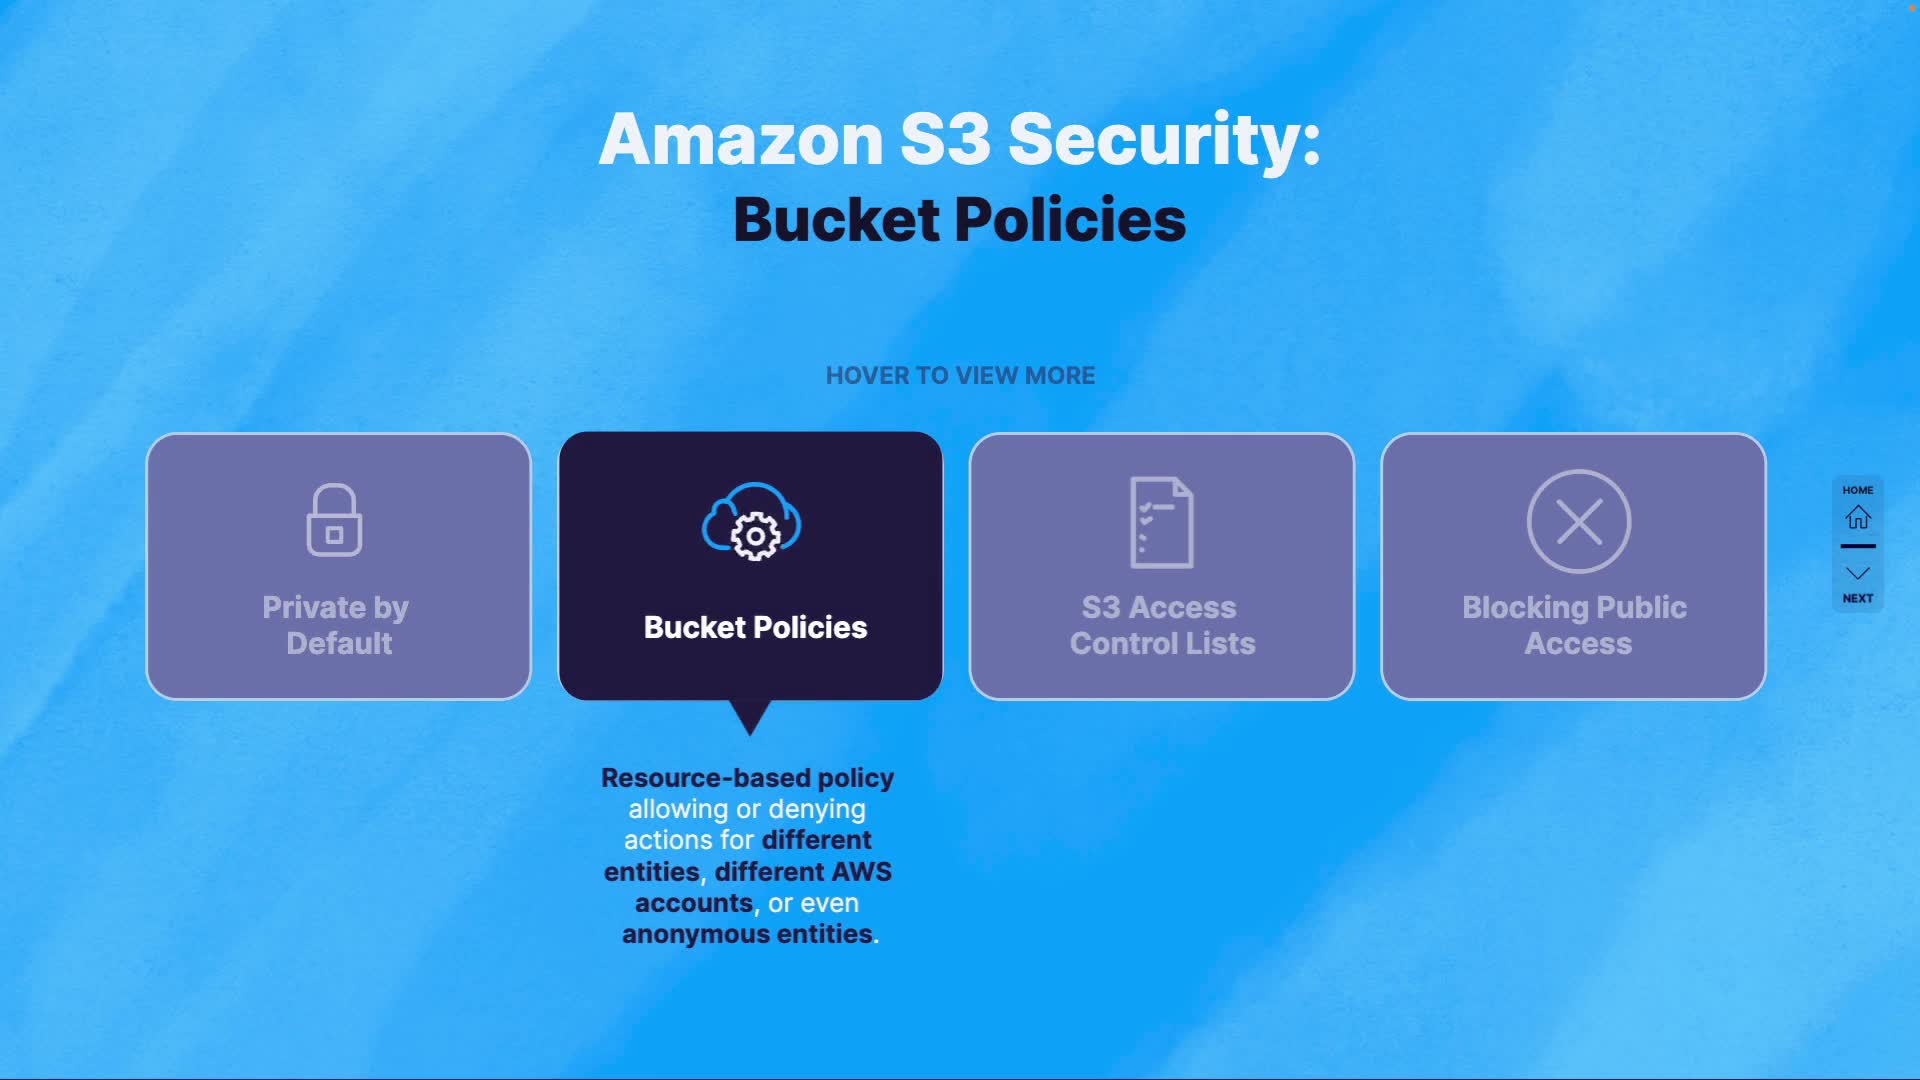 Amazon S3 Security:
Bucket Policies
HOVER TO VIEW MORE
Private by
Default
Bucket Policies
S3 Access
Control Lists
Blocking Public
Access
Resource-based policy
allowing or denying
actions for different
entities, different AWS
accounts, or even
anonymous entities.
HOME
NEXT